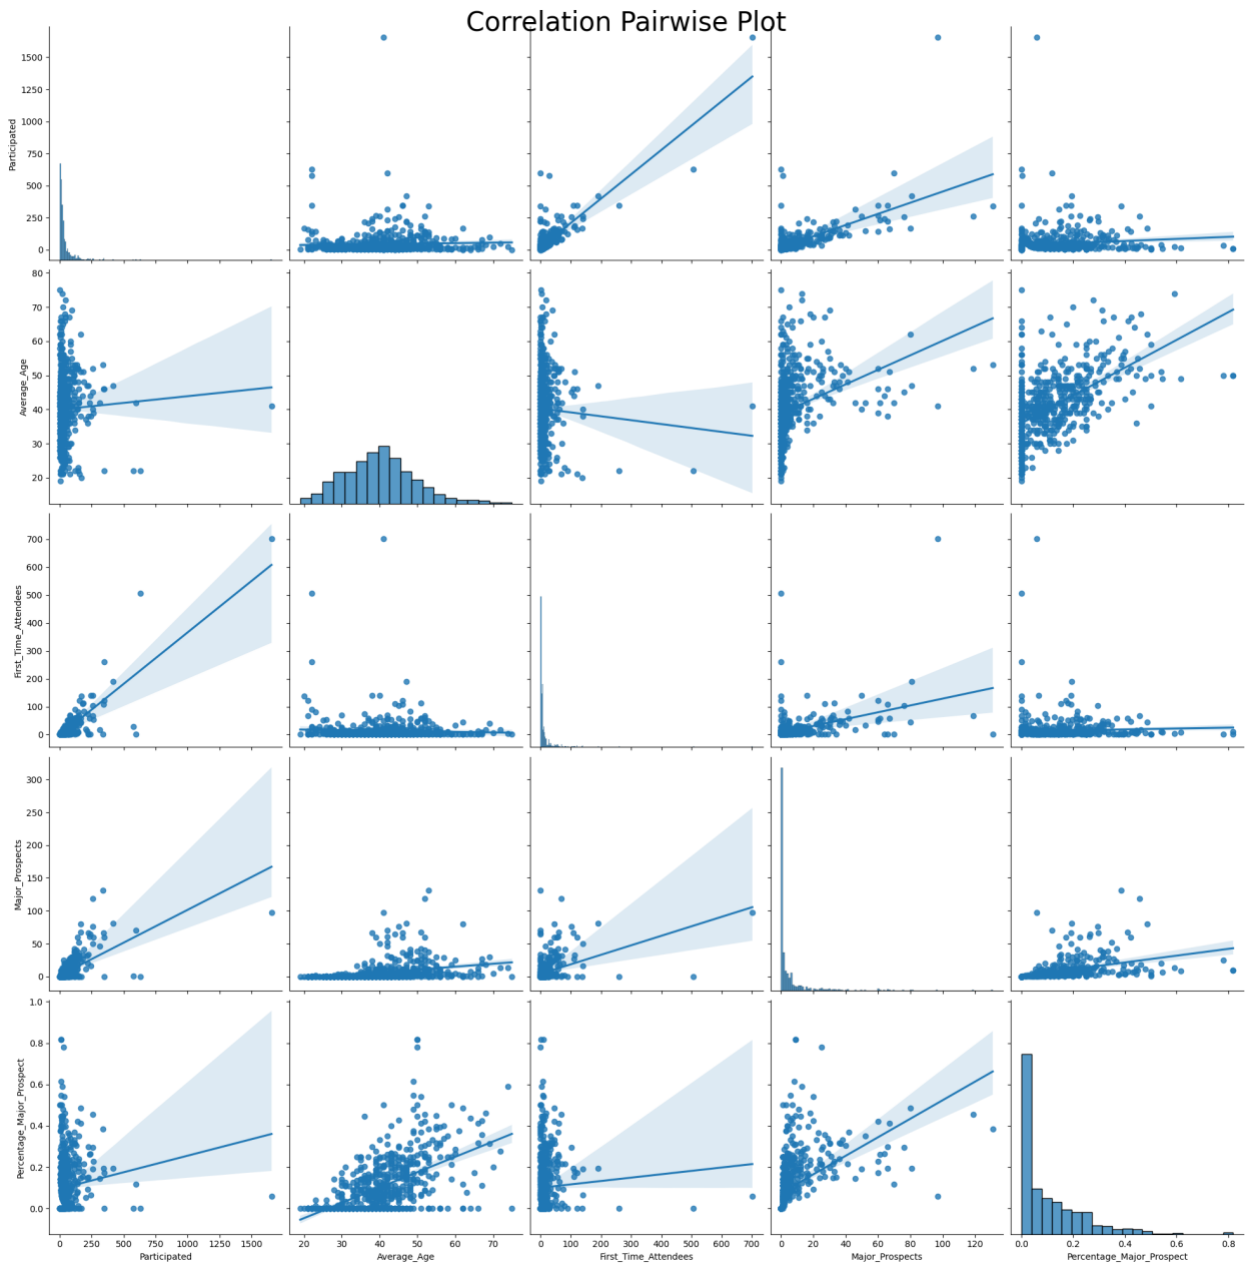 Correlation Pairwise Plot
1500
1250
1000
750
500
250
0
Participated
80
70
60
50
40
30
20
Average_Age
700
600
500
400
300
200
100
0
First_Time_Attendees
300
250
200
150
100
50
0
Major_Prospects
1.0
0.8
0.6
0.4
0.2
0.0
Percentage_Major_Prospect
0 250 500 750 1000 1250 1500
Participated
20 30 40 50 60 70
Average_Age
0 100 200 300 400 500 600 700
First_Time_Attendees
0 20 40 60 80 100 120
Major_Prospects
0.0 0.2 0.4 0.6 0.8
Percentage_Major_Prospect